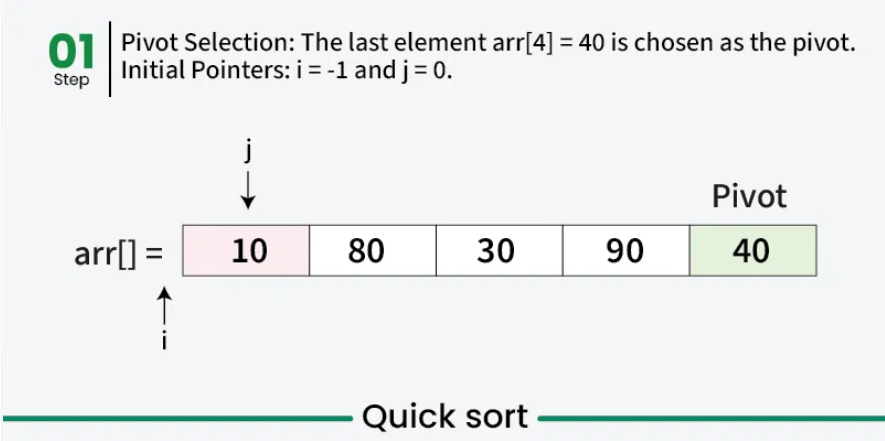 01
Step
Pivot Selection: The last element arr[4] = 40 is chosen as the pivot.
Initial Pointers: i = -1 and j = 0.
j
Pivot
arr[] = 10 80 30 90 40
i
Quick sort